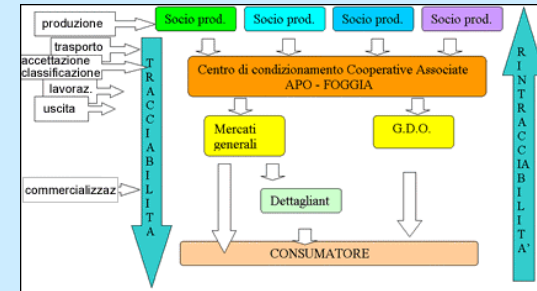 produzione
Socio prod.
Socio prod.
Socio prod.
Socio prod.
trasporto
accettazione
classificazione
lavoraz.
uscita
Centro di condizionamento Cooperative Associate
APO - FOGGIA
Mercati
generali
G.D.O.
commercializzaz
Dettagliant
CONSUMATORE
TRACCIABILITA
RINTRACCIABILITA'